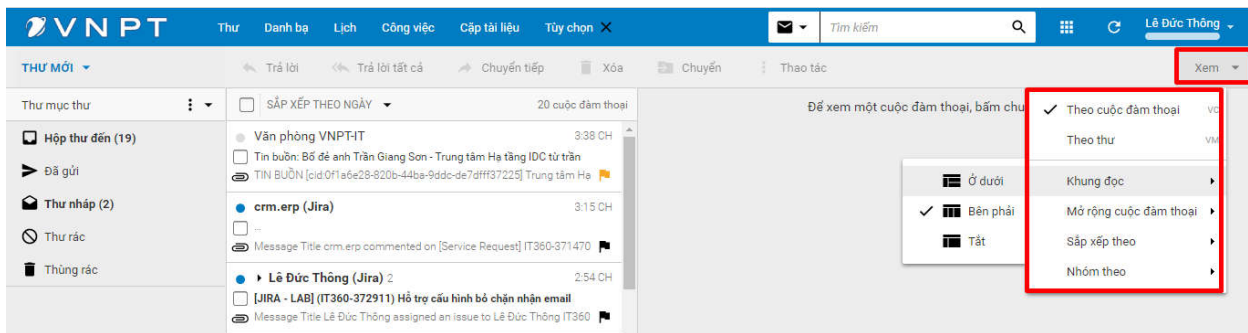 VNPT Thư Danh bạ Lịch Công việc Cặp tài liệu Tùy chọn Tìm kiếm Lê Đức Thông
THƯ MỚI Trả lời Trả lời tất cả Chuyển tiếp Xóa Chuyển Thao tác Xem
Thư mục thư
Hộp thư đến (19)
Đã gửi
Thư nháp (2)
Thư rác
Thùng rác
SẮP XẾP THEO NGÀY 20 cuộc đàm thoại
Văn phòng VNPT-IT 3:38 CH
Tin buồn: Bố đẻ anh Trần Giang Sơn - Trung tâm Hạ tầng IDC từ trần
TIN BUỒN [cid:0f1a6e28-820b-44ba-9ddc-de7dfff37225] Trung tâm Hạ
crm.erp (Jira) 3:15 CH
..
Message Title crm.erp commented on [Service Request] IT360-371470
Lê Đức Thông (Jira) 2 2:54 CH
[JIRA - LAB] (IT360-372911) Hỗ trợ cấu hình bỏ chặn nhận email
Message Title Lê Đức Thông assigned an issue to Lê Đức Thông IT360
Để xem một cuộc đàm thoại, bấm chu
Theo cuộc đàm thoại VC
Theo thư VM
Khung đọc
Mở rộng cuộc đàm thoại
Sắp xếp theo
Nhóm theo
Ở dưới
Bên phải
Tắt